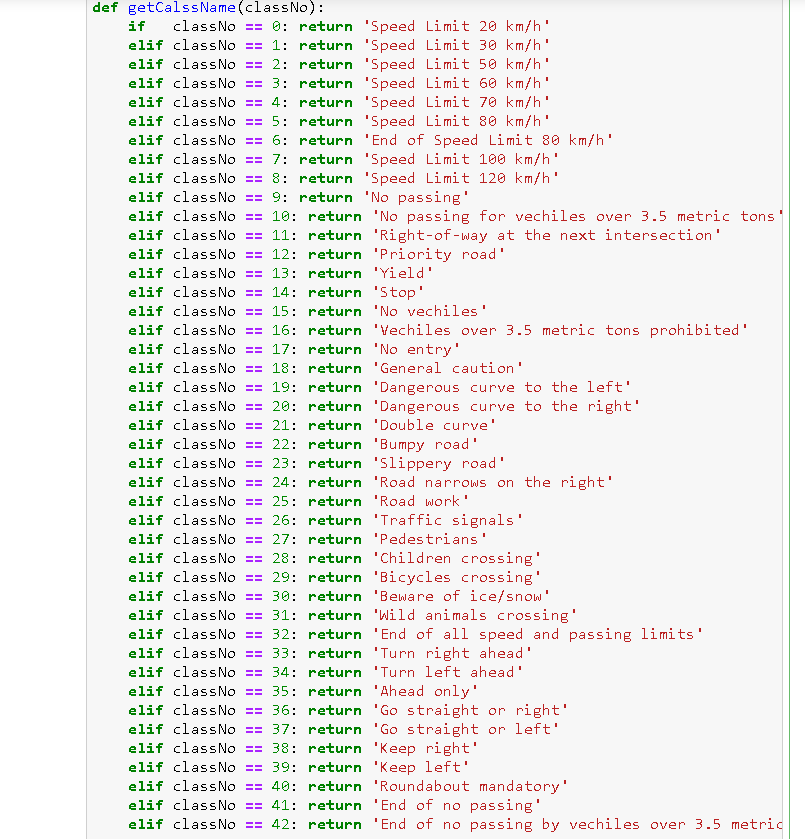 def getCalssName(classNo):
    if   classNo == 0: return 'Speed Limit 20 km/h'
    elif classNo == 1: return 'Speed Limit 30 km/h'
    elif classNo == 2: return 'Speed Limit 50 km/h'
    elif classNo == 3: return 'Speed Limit 60 km/h'
    elif classNo == 4: return 'Speed Limit 70 km/h'
    elif classNo == 5: return 'Speed Limit 80 km/h'
    elif classNo == 6: return 'End of Speed Limit 80 km/h'
    elif classNo == 7: return 'Speed Limit 100 km/h'
    elif classNo == 8: return 'Speed Limit 120 km/h'
    elif classNo == 9: return 'No passing'
    elif classNo == 10: return 'No passing for vechiles over 3.5 metric tons'
    elif classNo == 11: return 'Right-of-way at the next intersection'
    elif classNo == 12: return 'Priority road'
    elif classNo == 13: return 'Yield'
    elif classNo == 14: return 'Stop'
    elif classNo == 15: return 'No vechiles'
    elif classNo == 16: return 'Vechiles over 3.5 metric tons prohibited'
    elif classNo == 17: return 'No entry'
    elif classNo == 18: return 'General caution'
    elif classNo == 19: return 'Dangerous curve to the left'
    elif classNo == 20: return 'Dangerous curve to the right'
    elif classNo == 21: return 'Double curve'
    elif classNo == 22: return 'Bumpy road'
    elif classNo == 23: return 'Slippery road'
    elif classNo == 24: return 'Road narrows on the right'
    elif classNo == 25: return 'Road work'
    elif classNo == 26: return 'Traffic signals'
    elif classNo == 27: return 'Pedestrians'
    elif classNo == 28: return 'Children crossing'
    elif classNo == 29: return 'Bicycles crossing'
    elif classNo == 30: return 'Beware of ice/snow'
    elif classNo == 31: return 'Wild animals crossing'
    elif classNo == 32: return 'End of all speed and passing limits'
    elif classNo == 33: return 'Turn right ahead'
    elif classNo == 34: return 'Turn left ahead'
    elif classNo == 35: return 'Ahead only'
    elif classNo == 36: return 'Go straight or right'
    elif classNo == 37: return 'Go straight or left'
    elif classNo == 38: return 'Keep right'
    elif classNo == 39: return 'Keep left'
    elif classNo == 40: return 'Roundabout mandatory'
    elif classNo == 41: return 'End of no passing'
    elif classNo == 42: return 'End of no passing by vechiles over 3.5 metric